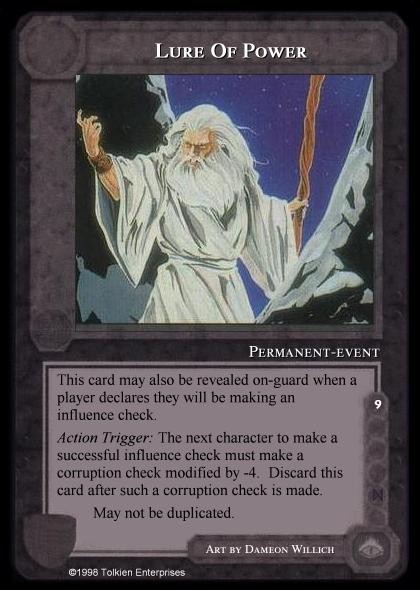 LURE OF POWER
PERMANENT-EVENT
This card may also be revealed on-guard when a
player declares they will be making an
influence check.
9
Action Trigger: The next character to make a
successful influence check must make a
corruption check modified by -4. Discard this
card after such a corruption check is made.
May not be duplicated.
ART BY DAMEON WILLICH
©1998 Tolkien Enterprises